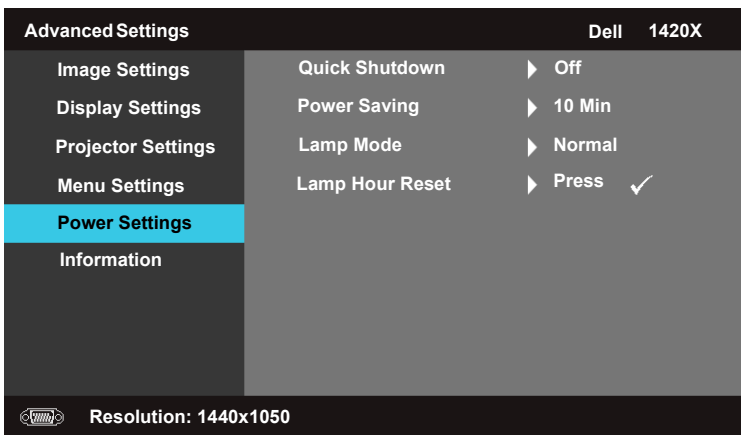 Advanced Settings Dell 1420X
Image Settings Quick Shutdown Off
Display Settings Power Saving 10 Min
Projector Settings Lamp Mode Normal
Menu Settings Lamp Hour Reset Press
Power Settings
Information
Resolution: 1440x1050